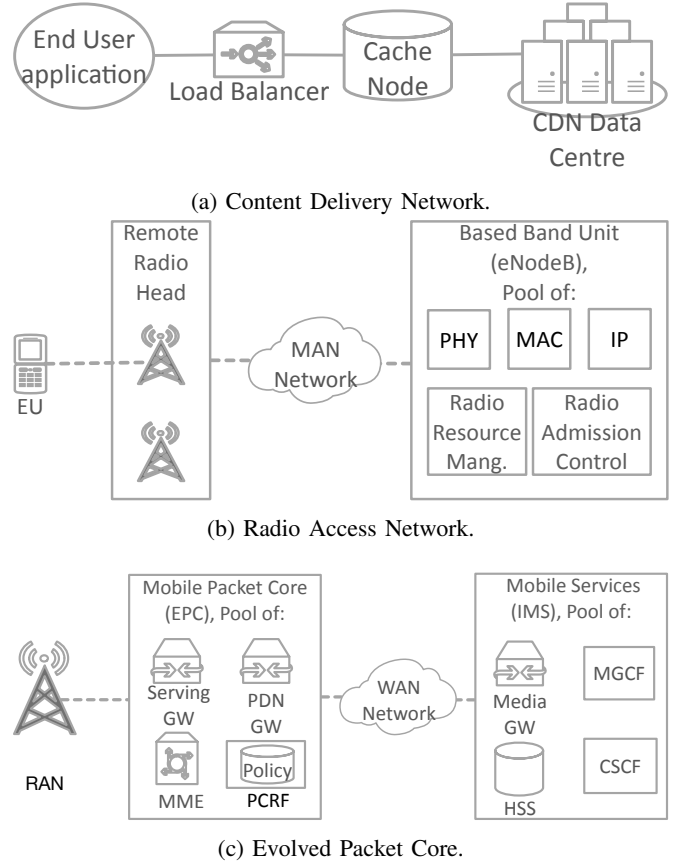 End User
application
Load Balancer
Cache
Node
CDN Data
Centre
(a) Content Delivery Network.
Remote
Radio
Head
EU
MAN
Network
Based Band Unit
(eNodeB),
Pool of:
PHY MAC IP
Radio
Resource
Mang.
Radio
Admission
Control
(b) Radio Access Network.
RAN
Mobile Packet Core
(EPC), Pool of:
Serving
GW
PDN
GW
MME
Policy
PCRF
WAN
Network
Mobile Services
(IMS), Pool of:
Media
GW
MGCF
HSS
CSCF
(c) Evolved Packet Core.